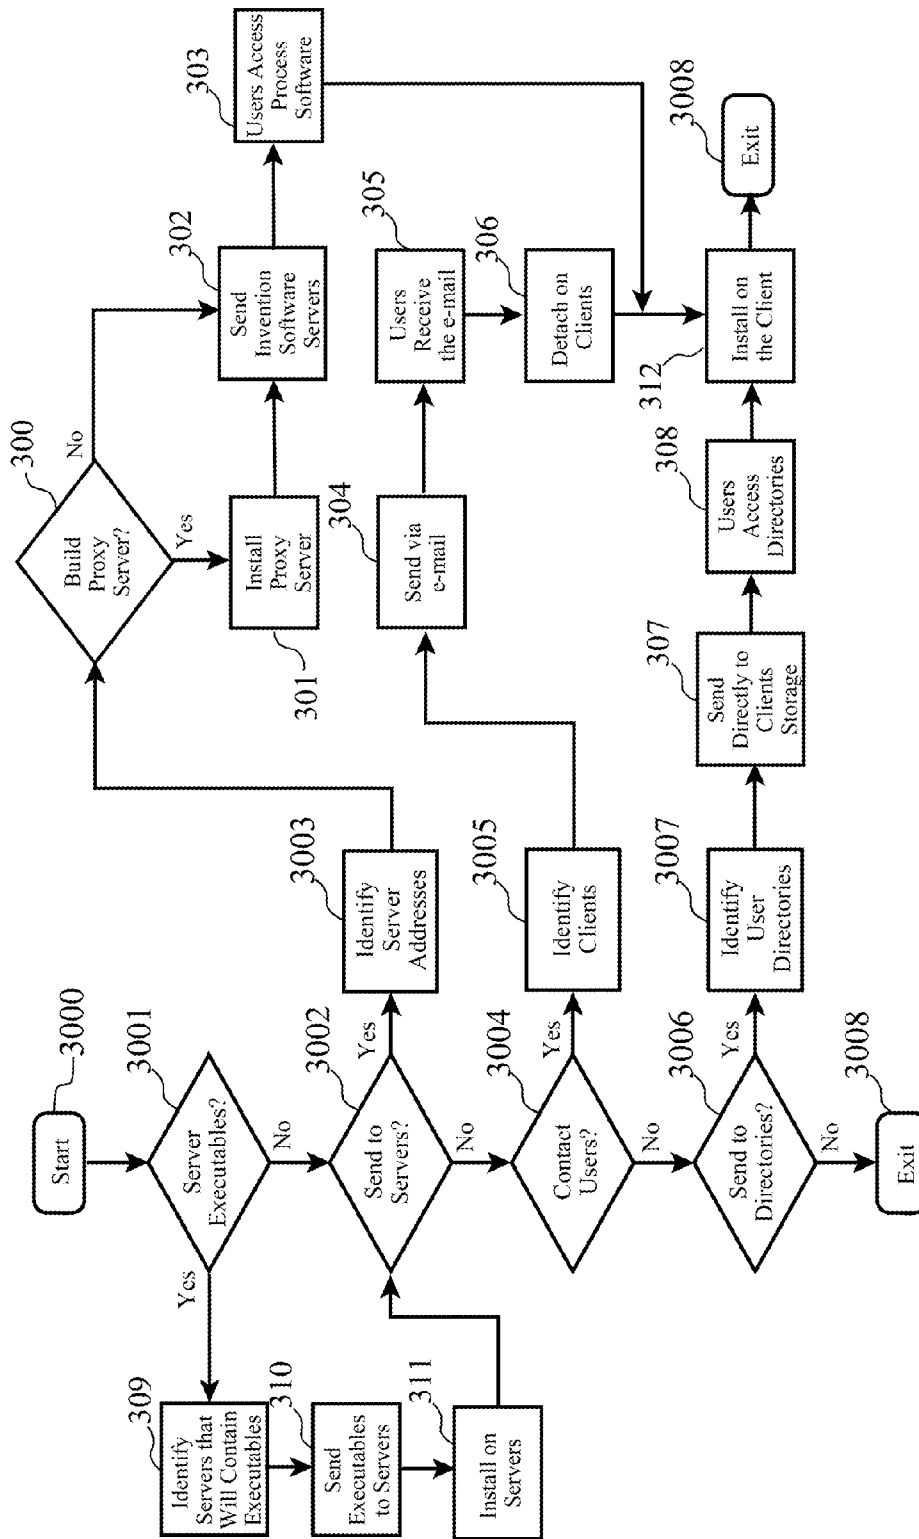 3000
Start
3001
Server
Executables?
Yes
No
309
Identify
Servers that
Will Contain
Executables
310
Send
Executables
to Servers
311
Install on
Servers
3002
Send to
Servers?
Yes
No
3003
Identify
Server
Addresses
300
Build
Proxy
Server?
No
Yes
301
Install
Proxy
Server
302
Send
Invention
Software
Servers
303
Users Access
Process
Software
3004
Contact
Users?
Yes
No
3005
Identify
Clients
304
Send via
e-mail
305
Users
Receive
the e-mail
306
Detach on
Clients
3006
Send to
Directories?
Yes
No
3007
Identify
User
Directories
307
Send
Directly to
Clients
Storage
308
Users
Access
Directories
312
Install on
the Client
3008
Exit
3008
Exit